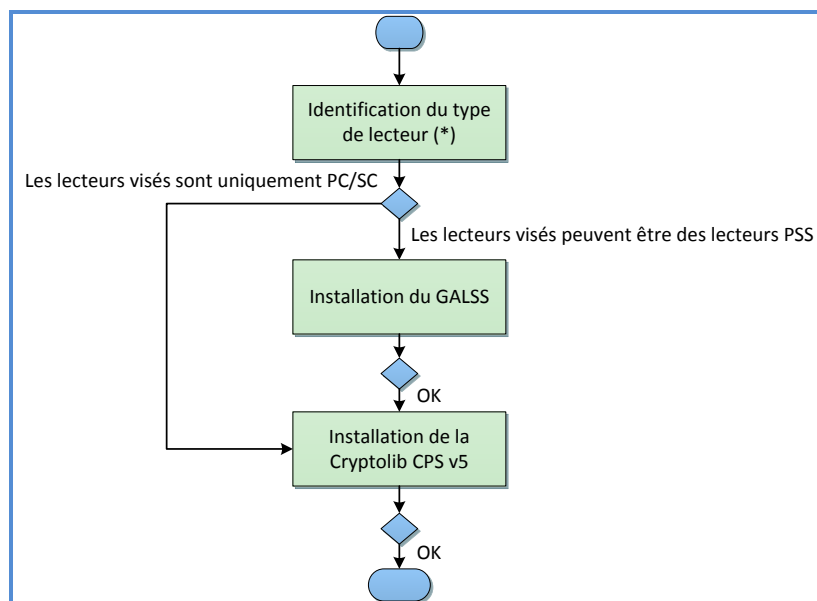 Identification du type
de lecteur (*)
Les lecteurs visés sont uniquement PC/SC
Les lecteurs visés peuvent être des lecteurs PSS
Installation du GALSS
OK
Installation de la
Cryptolib CPS v5
OK